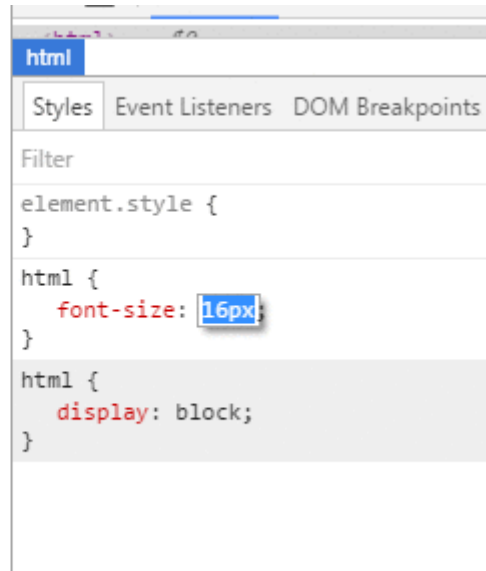 html
Styles Event Listeners DOM Breakpoints
Filter
element.style {
}
html {
font-size: 16px;
}
html {
display: block;
}